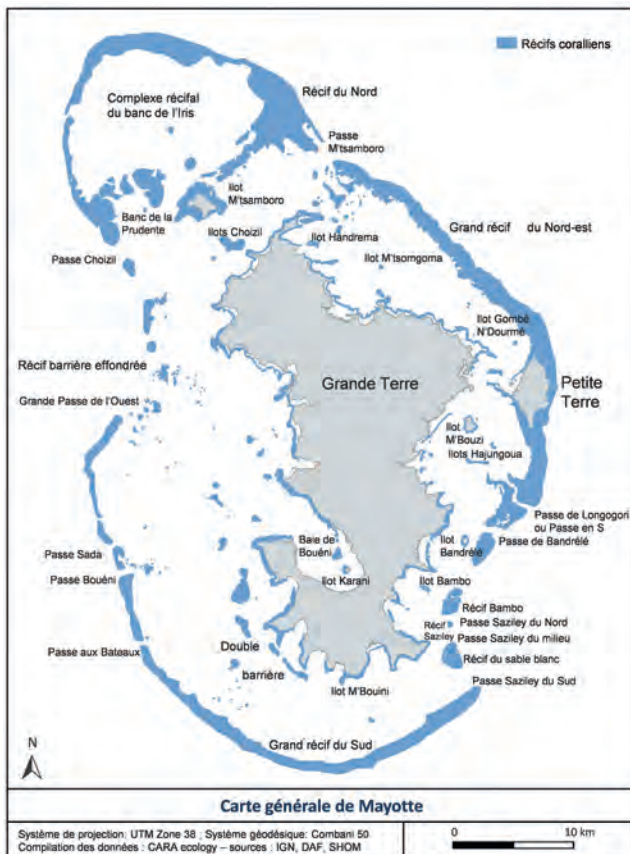 Récifs coralliens
Complexe récifal
du banc de l'Iris
Récif du Nord
Passe
M'tsamboro
Ilot
M'tsamboro
Banc de la
Prudente
Ilots Choizil
Ilot Handrema
Grand récif du Nord-est
Passe Choizil
Ilot M'tsomgoma
Ilot Gombé
N'Dourmé
Récif barrière effondrée
Grande Terre
Petite
Terre
Grande Passe de l'Ouest
Ilot
M'Bouzi
Ilots Hajungoua
Passe de Longogori
ou Passe en S
Passe de Bandrélé
Passe Sada
Baie de
Bouéni
Ilot
Bandrélé
Passe Bouéni
Ilot Karani
Ilot Bambo
Récif Bambo
Passe Saziley du Nord
Récif
Saziley
Passe Saziley du milieu
Passe aux Bateaux
Double
barrière
Récif du sable blanc
Passe Saziley du Sud
Ilot M'Bouini
Grand récif du Sud
N
Carte générale de Mayotte
Système de projection: UTM Zone 38 ; Système géodésique: Combani 50
Compilation des données : CARA ecology – sources : IGN, DAF, SHOM
0 10 km